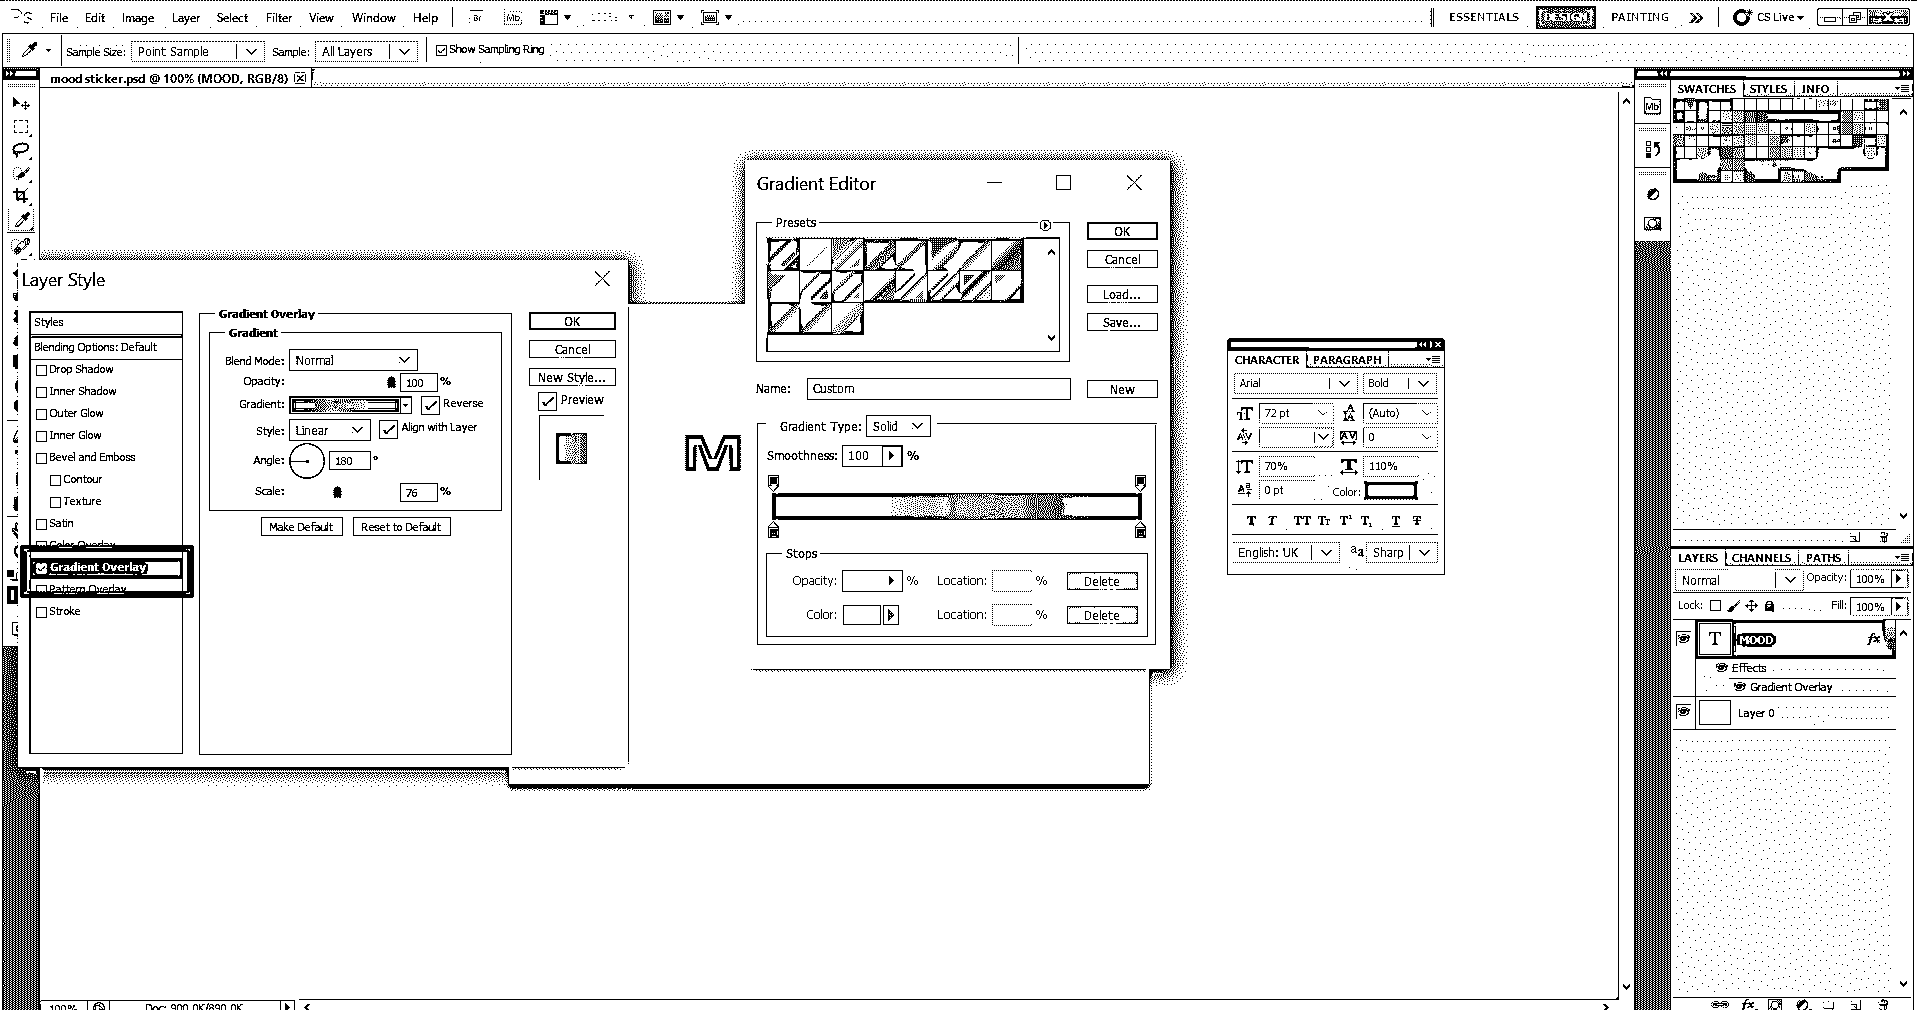 Ps File Edit Image Layer Select Filter View Window Help Br Mb ESSENTIALS DESIGN PAINTING CS Live
Sample Size: Point Sample Sample: All Layers Show Sampling Ring
mood sticker.psd @ 100% (MOOD, RGB/8)
Layer Style
Styles
Blending Options: Default
Drop Shadow
Inner Shadow
Outer Glow
Inner Glow
Bevel and Emboss
Contour
Texture
Satin
Color Overlay
Gradient Overlay
Pattern Overlay
Stroke
Gradient Overlay
Gradient
Blend Mode: Normal
Opacity: 100 %
Gradient: Reverse
Style: Linear Align with Layer
Angle: 180 °
Scale: 76 %
Make Default Reset to Default
OK
Cancel
New Style...
Preview
M
Gradient Editor
Presets
OK
Cancel
Load...
Save...
Name: Custom New
Gradient Type: Solid
Smoothness: 100 %
Stops
Opacity: % Location: % Delete
Color: Location: % Delete
CHARACTER PARAGRAPH
Arial Bold
72 pt (Auto)
0
70% 110%
0 pt Color:
T T TT Tt T¹ T₁ T T
English: UK aa Sharp
Mb
SWATCHES STYLES INFO
LAYERS CHANNELS PATHS
Normal Opacity: 100%
Lock: Fill: 100%
T MOOD fx
Effects
Gradient Overlay
Layer 0
100% Doc: 900.0K/890.0K
fx